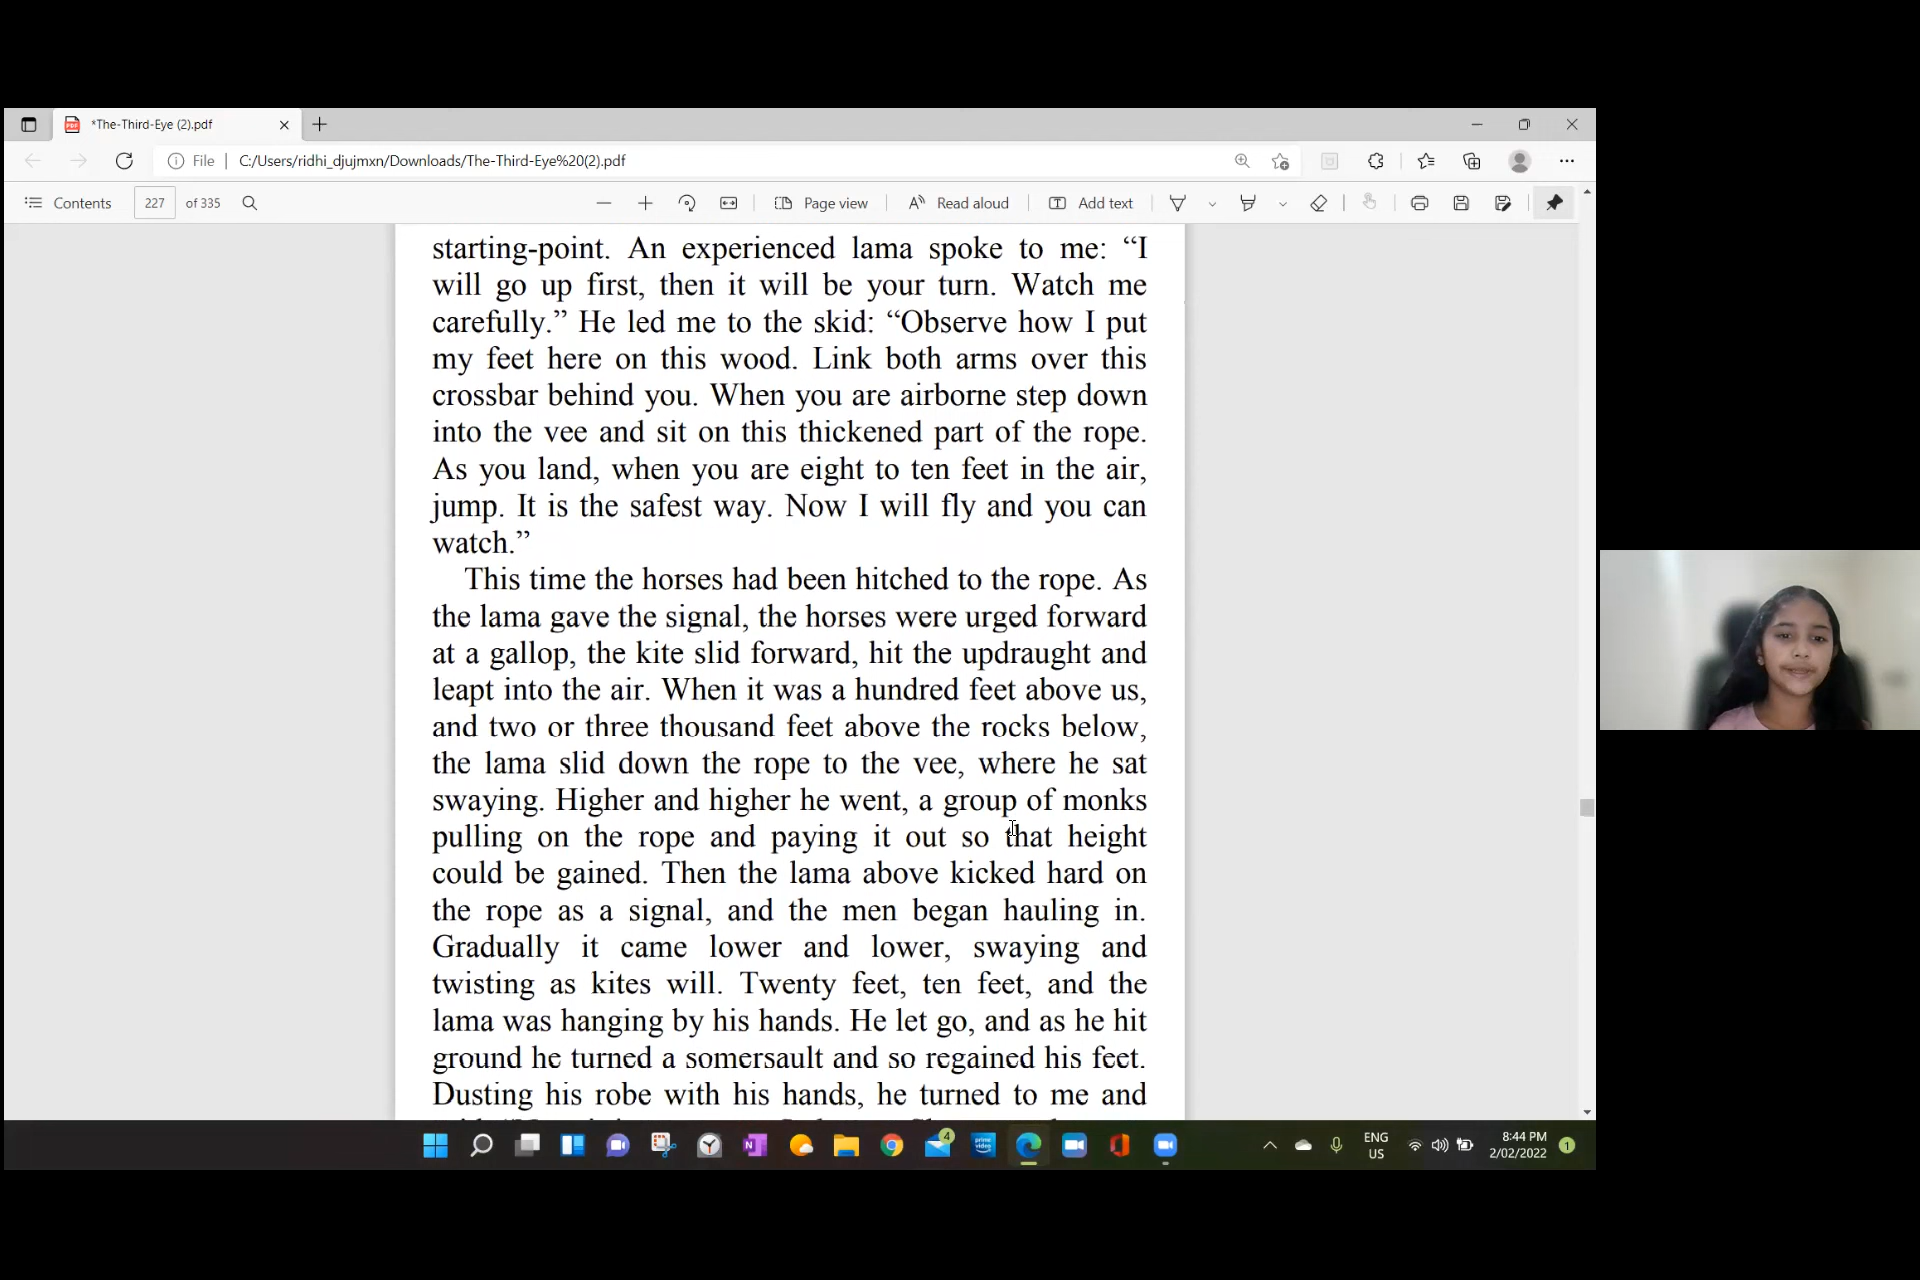 *The-Third-Eye (2).pdf
File
C:/Users/ridhi_djujmxn/Downloads/The-Third-Eye%20(2).pdf
Contents
227
of 335
Page view
Read aloud
Add text
starting-point. An experienced lama spoke to me: “I
will go up first, then it will be your turn. Watch me
carefully.” He led me to the skid: “Observe how I put
my feet here on this wood. Link both arms over this
crossbar behind you. When you are airborne step down
into the vee and sit on this thickened part of the rope.
As you land, when you are eight to ten feet in the air,
jump. It is the safest way. Now I will fly and you can
watch.”
This time the horses had been hitched to the rope. As
the lama gave the signal, the horses were urged forward
at a gallop, the kite slid forward, hit the updraught and
leapt into the air. When it was a hundred feet above us,
and two or three thousand feet above the rocks below,
the lama slid down the rope to the vee, where he sat
swaying. Higher and higher he went, a group of monks
pulling on the rope and paying it out so that height
could be gained. Then the lama above kicked hard on
the rope as a signal, and the men began hauling in.
Gradually it came lower and lower, swaying and
twisting as kites will. Twenty feet, ten feet, and the
lama was hanging by his hands. He let go, and as he hit
ground he turned a somersault and so regained his feet.
Dusting his robe with his hands, he turned to me and
4
prime video
ENG
US
8:44 PM
2/02/2022
1